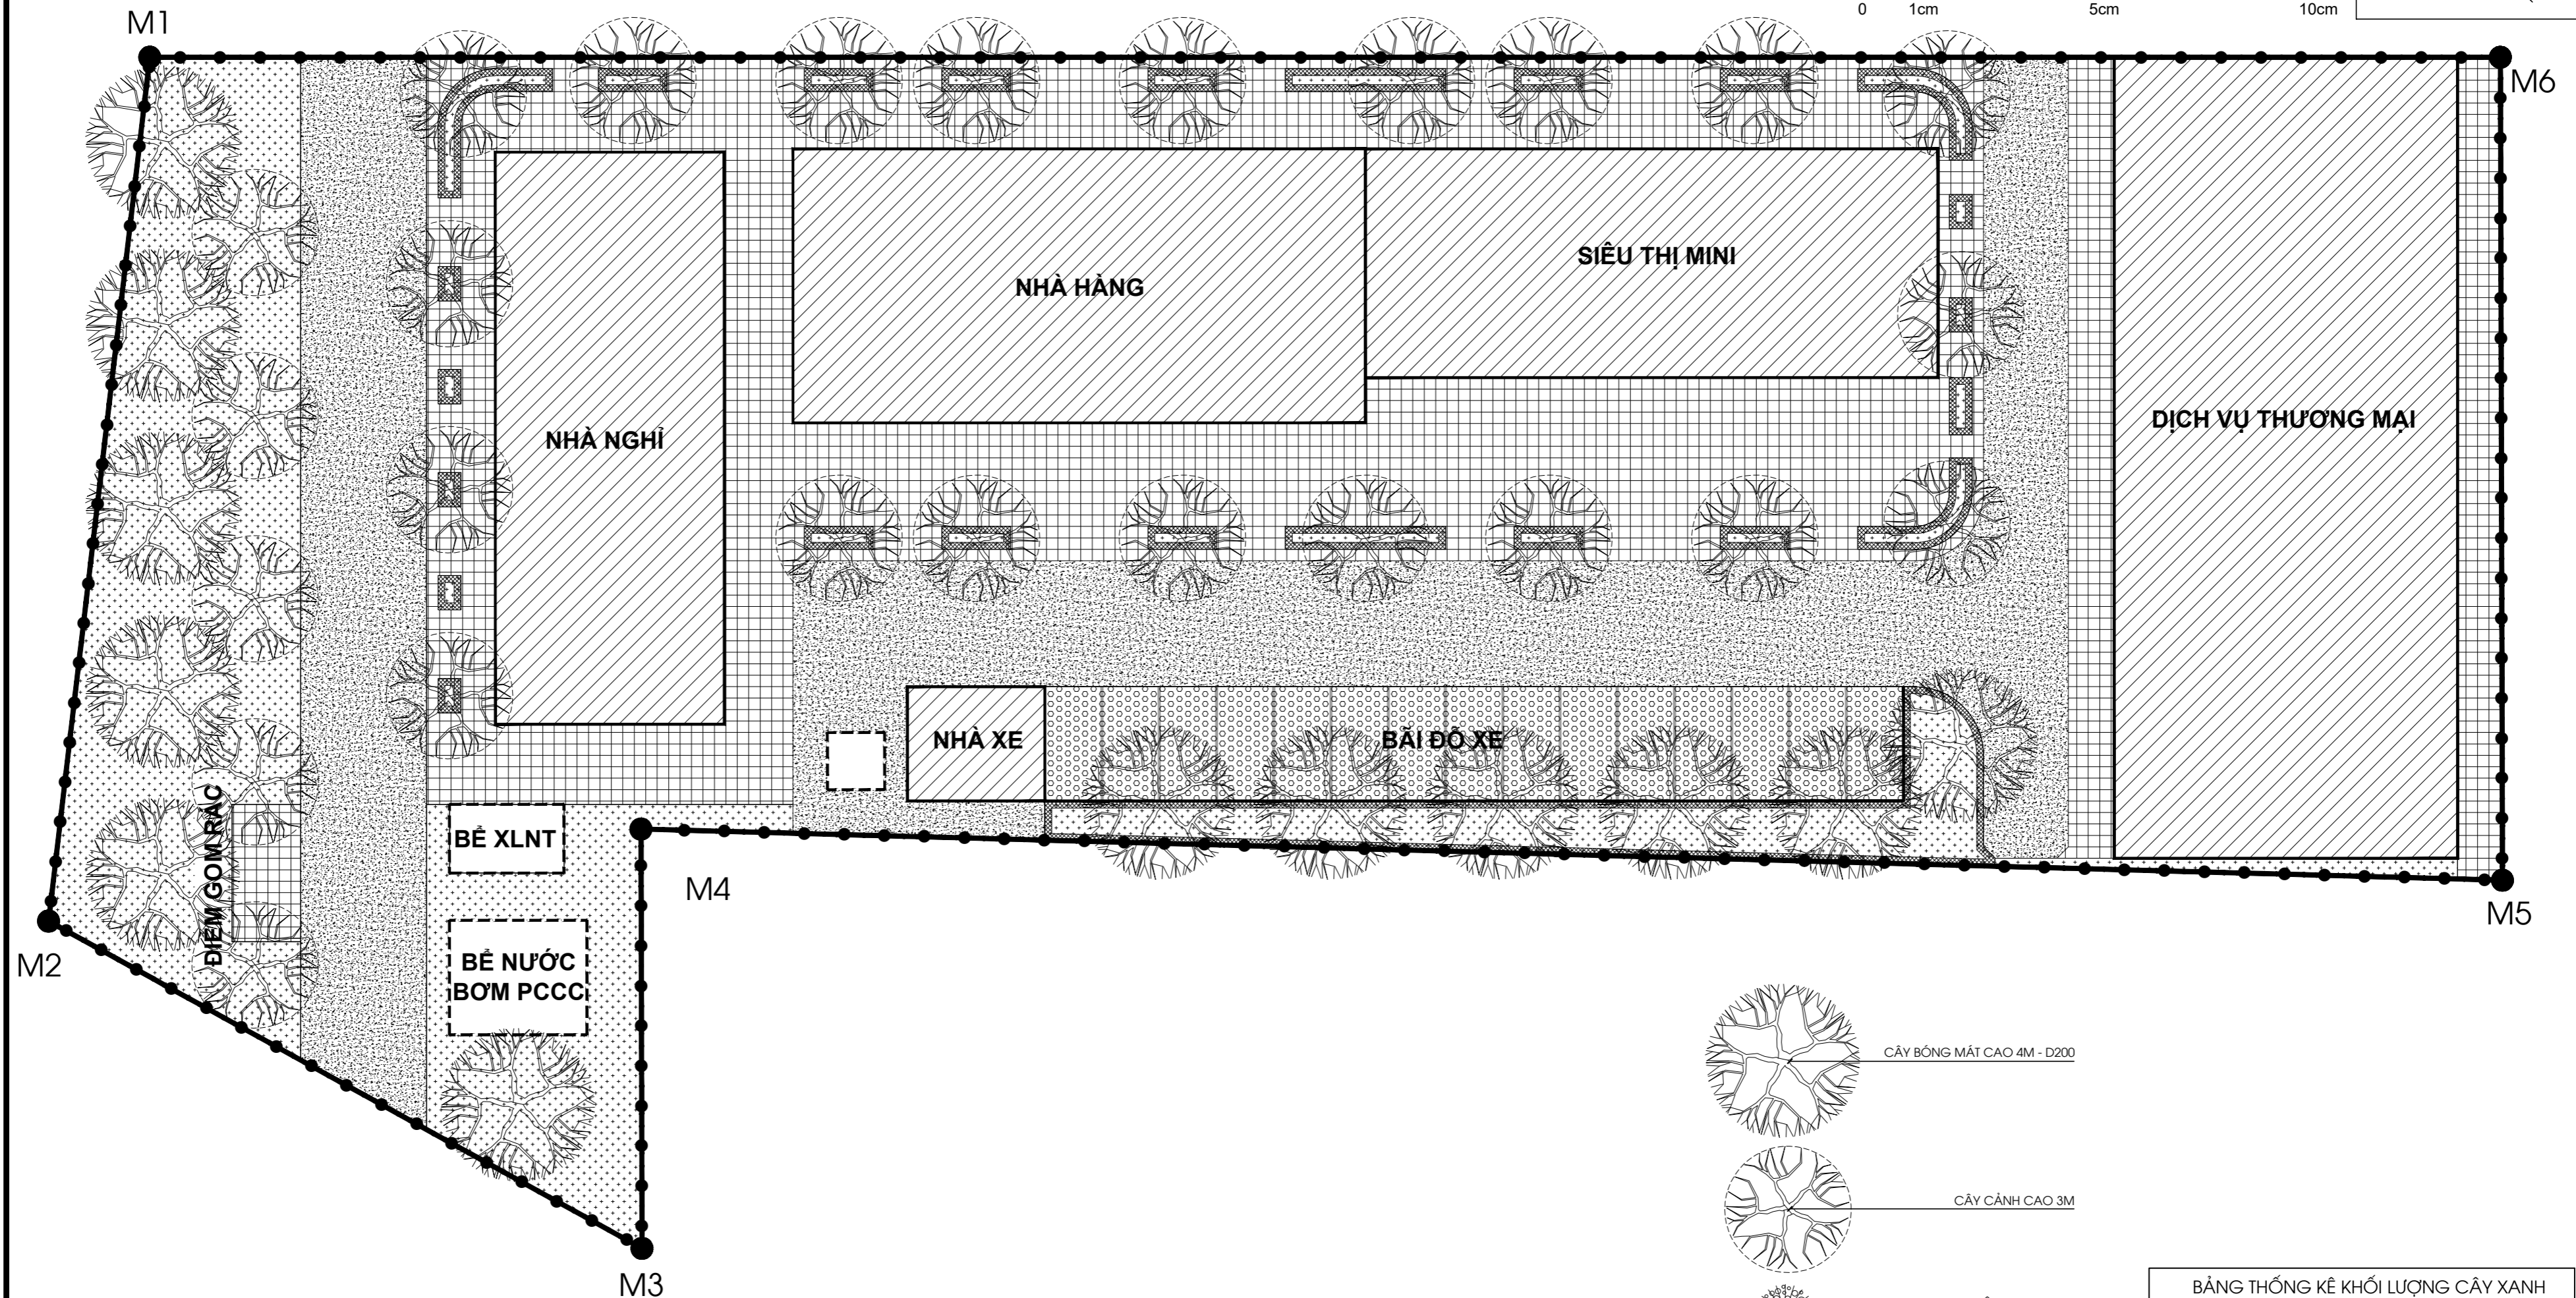 0 1cm 5cm 10cm
M1
M6
SIÊU THỊ MINI
NHÀ HÀNG
DỊCH VỤ THƯƠNG MẠI
NHÀ NGHỈ
NHÀ XE
BÃI ĐỖ XE
BỂ XLNT
ĐIỂM GOM RÁC
M4
M5
M2
BỂ NƯỚC
BƠM PCCC
CÂY BÓNG MÁT CAO 4M - D200
CÂY CẢNH CAO 3M
M3
BẢNG THỐNG KÊ KHỐI LƯỢNG CÂY XANH